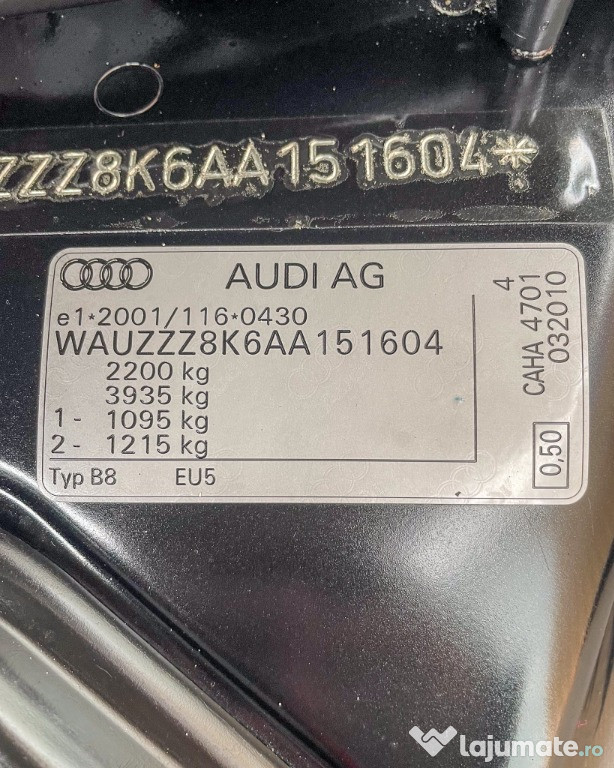 ZZZ8K6AA151604*
AUDI AG
e1*2001/116*0430
WAUZZZ8K6AA151604
2200 kg
3935 kg
1- 1095 kg
2- 1215 kg
Typ B8 EU5
4
CAHA 4701
032010
0,50
lajumate.ro